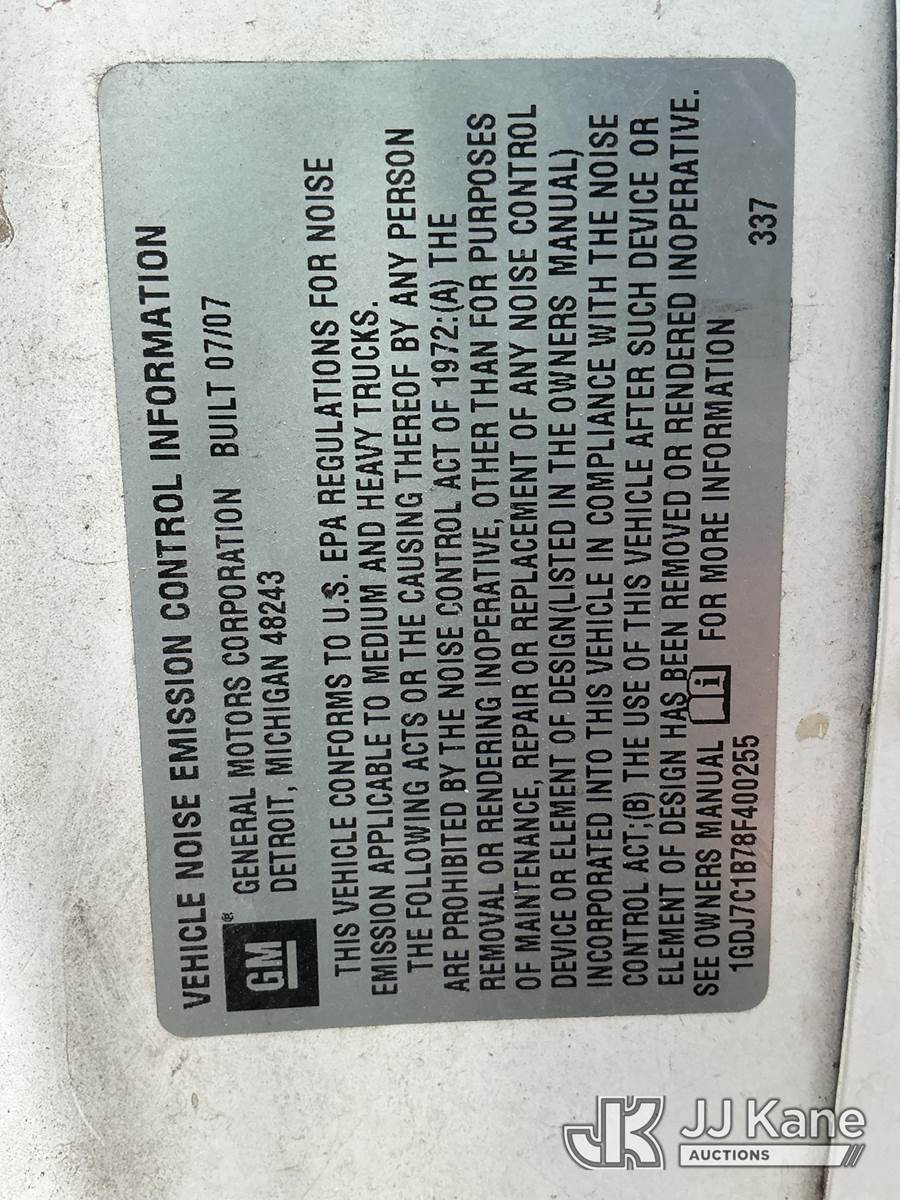 VEHICLE NOISE EMISSION CONTROL INFORMATION
GM®
GENERAL MOTORS CORPORATION BUILT 07/07
DETROIT, MICHIGAN 48243
THIS VEHICLE CONFORMS TO U.S. EPA REGULATIONS FOR NOISE
EMISSION APPLICABLE TO MEDIUM AND HEAVY TRUCKS.
THE FOLLOWING ACTS OR THE CAUSING THEREOF BY ANY PERSON
ARE PROHIBITED BY THE NOISE CONTROL ACT OF 1972:(A) THE
REMOVAL OR RENDERING INOPERATIVE, OTHER THAN FOR PURPOSES
OF MAINTENANCE, REPAIR OR REPLACEMENT OF ANY NOISE CONTROL
DEVICE OR ELEMENT OF DESIGN(LISTED IN THE OWNERS MANUAL)
INCORPORATED INTO THIS VEHICLE IN COMPLIANCE WITH THE NOISE
CONTROL ACT;(B) THE USE OF THIS VEHICLE AFTER SUCH DEVICE OR
ELEMENT OF DESIGN HAS BEEN REMOVED OR RENDERED INOPERATIVE.
SEE OWNERS MANUAL i FOR MORE INFORMATION
1GDJ7C1B78F400255 337
JK JJ Kane
AUCTIONS